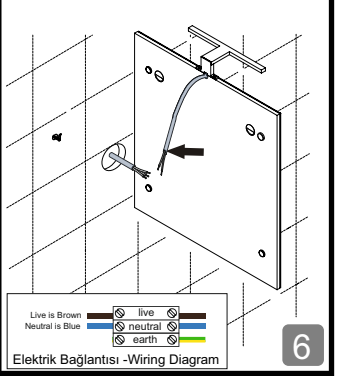 Live is Brown
Neutral is Blue
live
neutral
earth
Elektrik Bağlantısı -Wiring Diagram
6